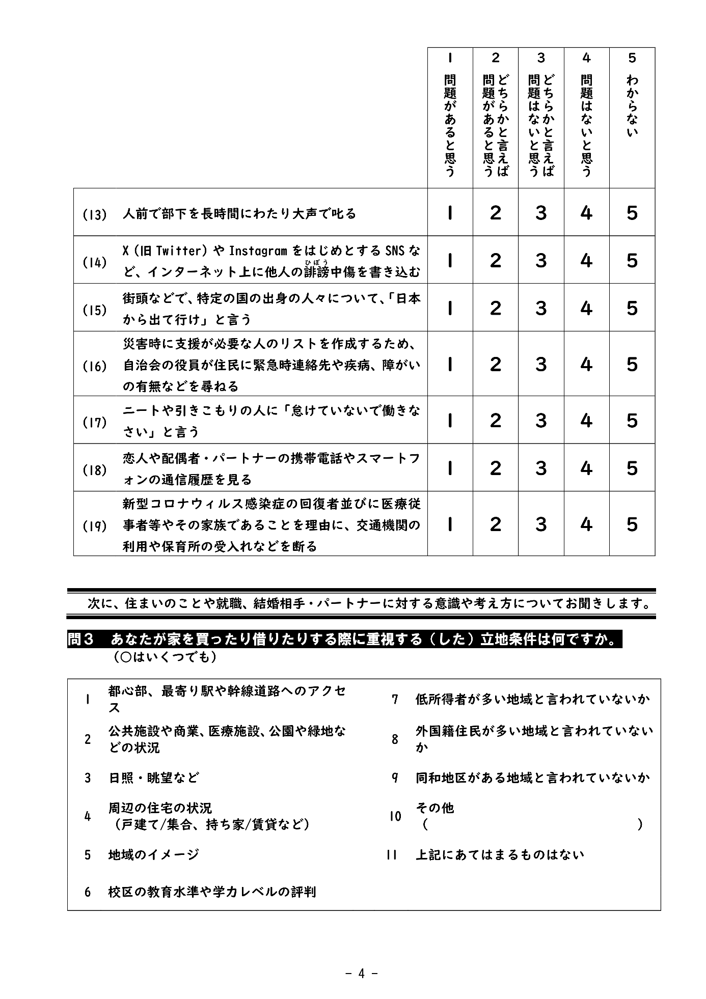 1 問題があると思う
2 どちらかと言えば
問題があると思う
3 どちらかと言えば
問題はないと思う
4 問題はないと思う
5 わからない
(13) 人前で部下を長時間にわたり大声で叱る 1 2 3 4 5
(14) X（旧 Twitter）や Instagram をはじめとする SNS な
ど、インターネット上に他人の誹謗中傷を書き込む 1 2 3 4 5
ひぼう
(15) 街頭などで、特定の国の出身の人々について、「日本
から出て行け」と言う 1 2 3 4 5
(16) 災害時に支援が必要な人のリストを作成するため、
自治会の役員が住民に緊急時連絡先や疾病、障がい
の有無などを尋ねる 1 2 3 4 5
(17) ニートや引きこもりの人に「怠けていないで働きな
さい」と言う 1 2 3 4 5
(18) 恋人や配偶者・パートナーの携帯電話やスマートフ
ォンの通信履歴を見る 1 2 3 4 5
(19) 新型コロナウィルス感染症の回復者並びに医療従
事者等やその家族であることを理由に、交通機関の
利用や保育所の受入れなどを断る 1 2 3 4 5
次に、住まいのことや就職、結婚相手・パートナーに対する意識や考え方についてお聞きします。
問３ あなたが家を買ったり借りたりする際に重視する（した）立地条件は何ですか。
（○はいくつでも）
1 都心部、最寄り駅や幹線道路へのアクセ
ス
2 公共施設や商業、医療施設、公園や緑地な
どの状況
3 日照・眺望など
4 周辺の住宅の状況
（戸建て/集合、持ち家/賃貸など）
5 地域のイメージ
6 校区の教育水準や学力レベルの評判
7 低所得者が多い地域と言われていないか
8 外国籍住民が多い地域と言われていない
か
9 同和地区がある地域と言われていないか
10 その他
（ ）
11 上記にあてはまるものはない
- 4 -